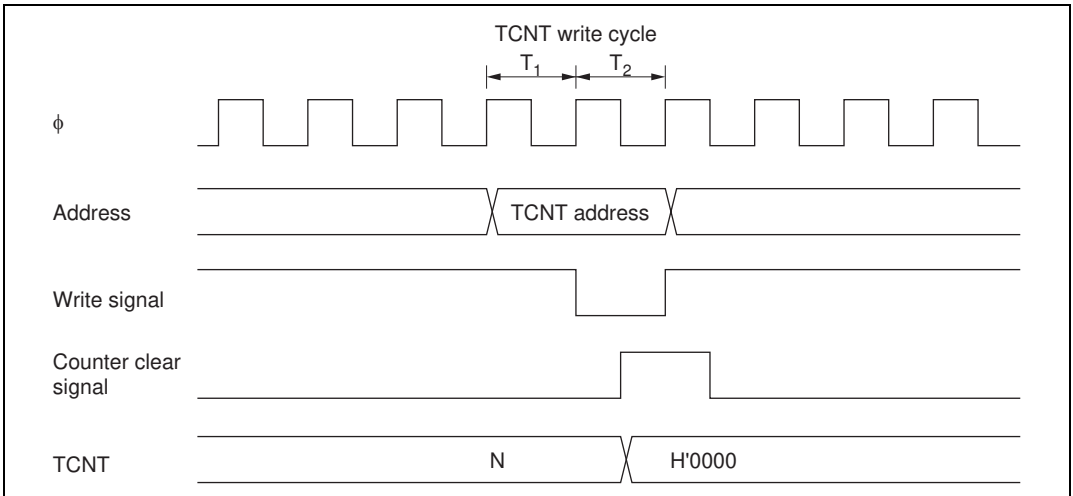 TCNT write cycle
T1 T2
ϕ
Address TCNT address
Write signal
Counter clear
signal
TCNT N H'0000